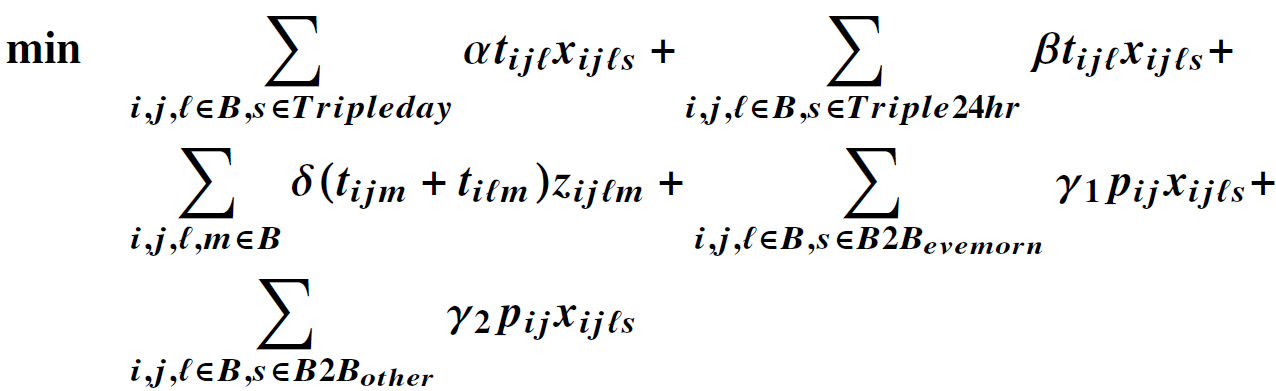 min ∑_{i,j,ℓ∈B,s∈Tripleday} αt_{ijℓ}x_{ijℓs} + ∑_{i,j,ℓ∈B,s∈Triple24hr} βt_{ijℓ}x_{ijℓs}+
∑_{i,j,ℓ,m∈B} δ(t_{ijm} + t_{iℓm})z_{ijℓm} + ∑_{i,j,ℓ∈B,s∈B2B_{evemorn}} γ_1p_{ij}x_{ijℓs}+
∑_{i,j,ℓ∈B,s∈B2B_{other}} γ_2p_{ij}x_{ijℓs}